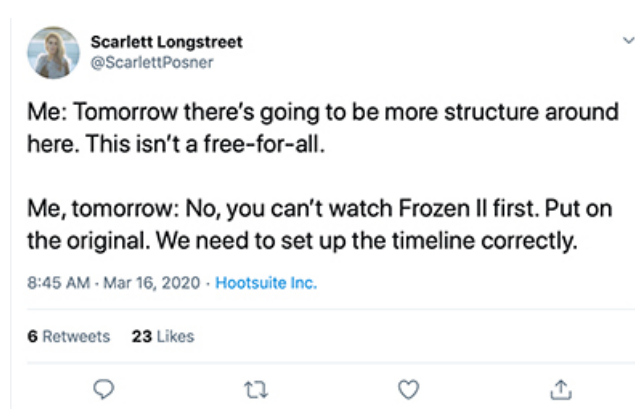 Scarlett Longstreet
@ScarlettPosner
Me: Tomorrow there’s going to be more structure around
here. This isn’t a free-for-all.
Me, tomorrow: No, you can’t watch Frozen II first. Put on
the original. We need to set up the timeline correctly.
8:45 AM · Mar 16, 2020 · Hootsuite Inc.
6 Retweets 23 Likes